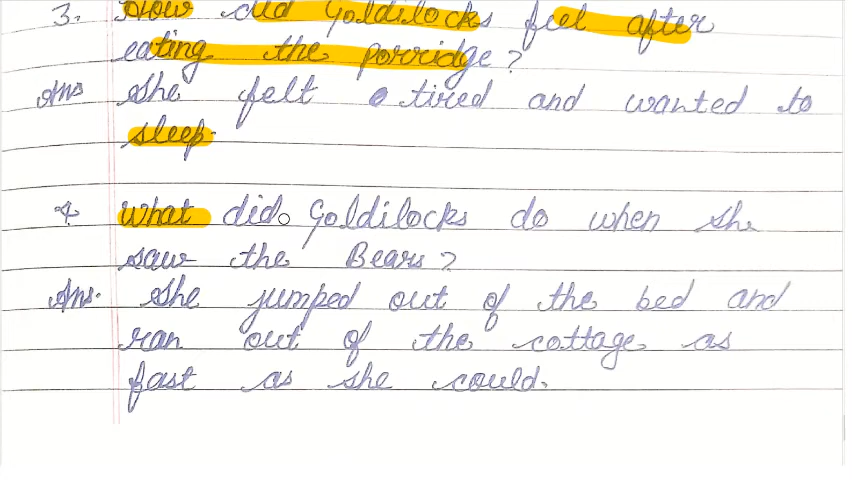 3. How did Goldilocks feel after
eating the porridge?
Ans She felt tired and wanted to
sleep.
4 What did Goldilocks do when she
saw the Bears?
Ans. She jumped out of the bed and
ran out of the cottage as
fast as she could.